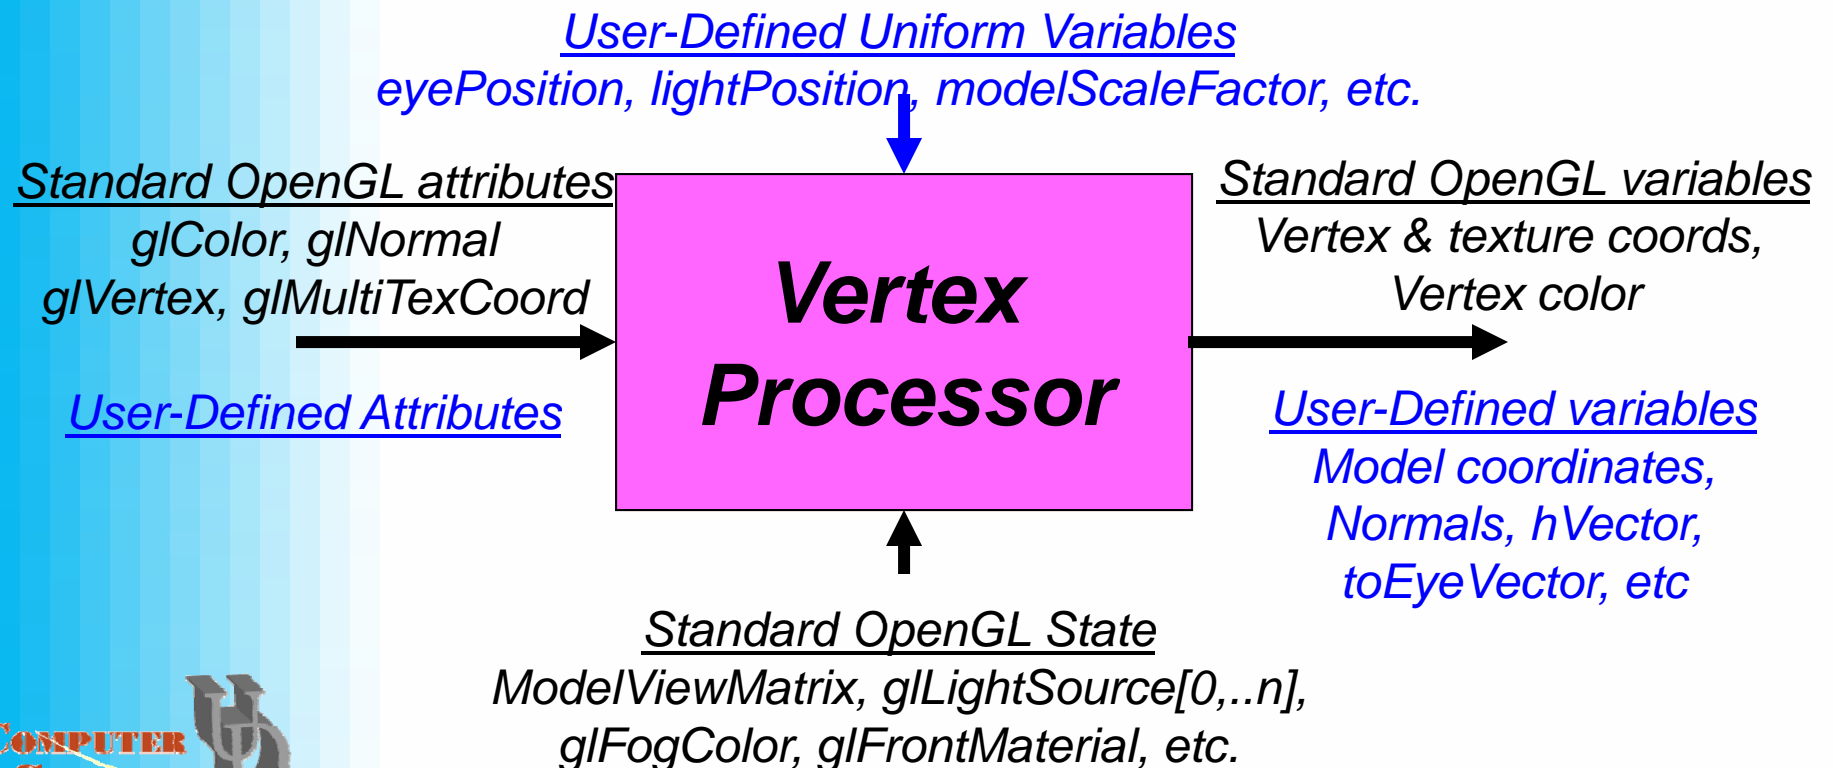 User-Defined Uniform Variables
eyePosition, lightPosition, modelScaleFactor, etc.
Standard OpenGL attributes
glColor, glNormal
glVertex, glMultiTexCoord
User-Defined Attributes
Vertex
Processor
Standard OpenGL variables
Vertex & texture coords,
Vertex color
User-Defined variables
Model coordinates,
Normals, hVector,
toEyeVector, etc
Standard OpenGL State
ModelViewMatrix, glLightSource[0,..n],
glFogColor, glFrontMaterial, etc.
COMPUTER